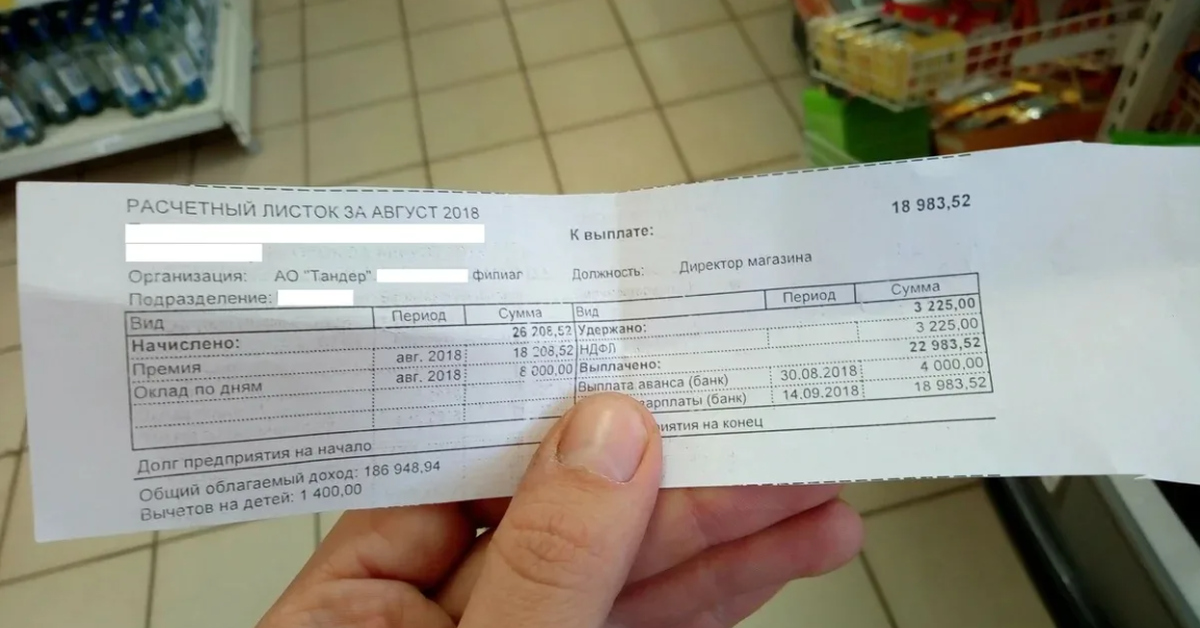 РАСЧЕТНЫЙ ЛИСТОК ЗА АВГУСТ 2018
К выплате: 18 983,52
Организация: АО "Тандер" филиал Должность: Директор магазина
Подразделение:
Вид Период Сумма Вид Период Сумма
Начислено: 26 208,52 Удержано: 3 225,00
Премия авг. 2018 18 208,52 НДФЛ 3 225,00
Оклад по дням авг. 2018 8 000,00 Выплачено: 22 983,52
Выплата аванса (банк) 30.08.2018 4 000,00
арплаты (банк) 14.09.2018 18 983,52
Долг предприятия на начало риятия на конец
Общий облагаемый доход: 186 948,94
Вычетов на детей: 1 400,00